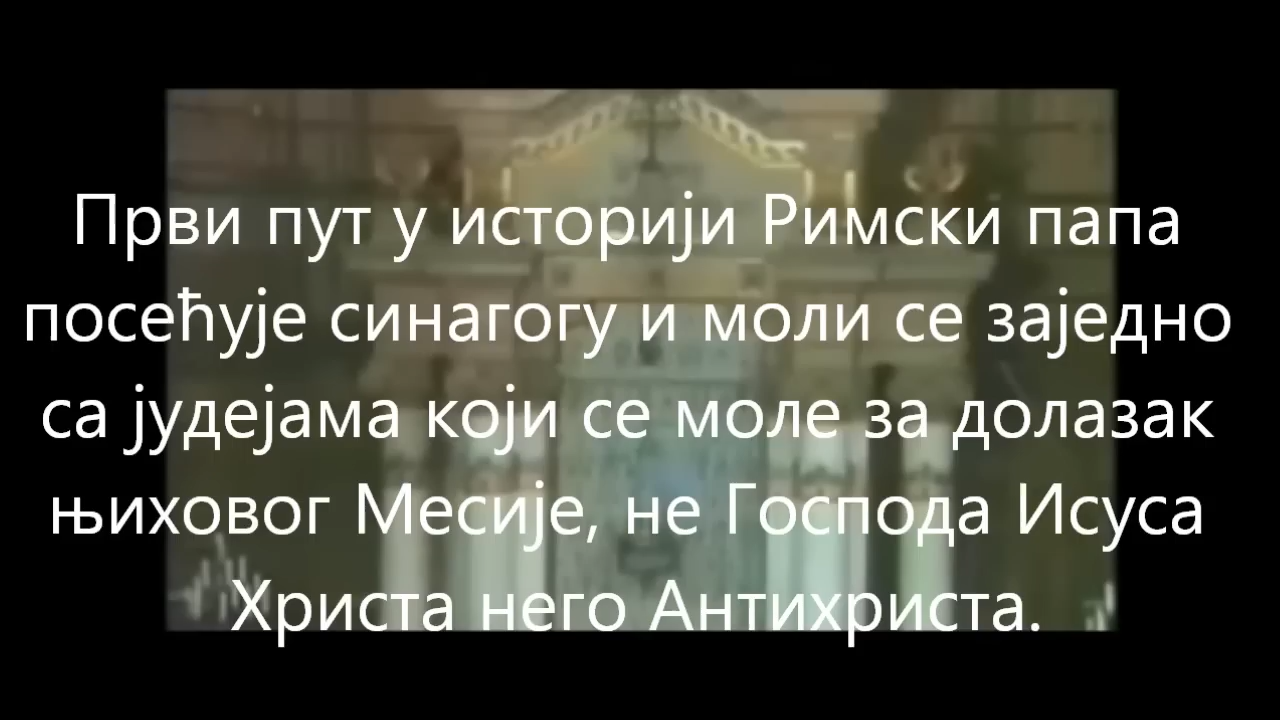 Први пут у историји Римски папа
посећује синагогу и моли се заједно
са јудејама који се моле за долазак
њиховог Месије, не Господа Исуса
Христа него Антихриста.